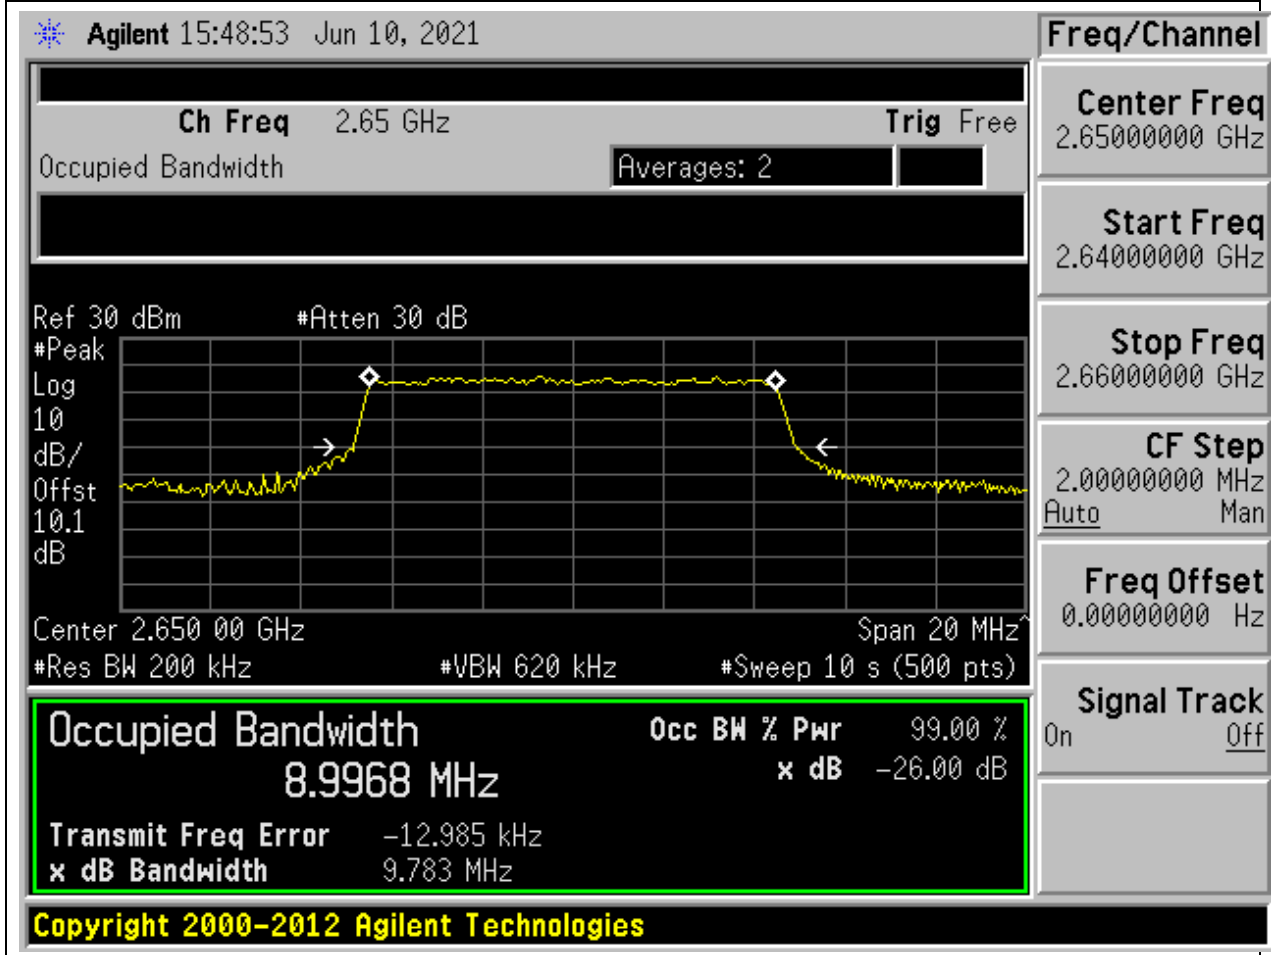 Agilent 15:48:53 Jun 10, 2021
Freq/Channel
Ch Freq 2.65 GHz Trig Free
Occupied Bandwidth Averages: 2
Center Freq
2.65000000 GHz
Start Freq
2.64000000 GHz
Stop Freq
2.66000000 GHz
CF Step
2.00000000 MHz
Auto Man
Freq Offset
0.00000000 Hz
Signal Track
On Off
Ref 30 dBm #Atten 30 dB
#Peak
Log
10
dB/
Offst
10.1
dB
Center 2.650 00 GHz Span 20 MHz^
#Res BW 200 kHz #VBW 620 kHz #Sweep 10 s (500 pts)
Occupied Bandwidth Occ BW % Pwr 99.00 %
8.9968 MHz x dB -26.00 dB
Transmit Freq Error -12.985 kHz
x dB Bandwidth 9.783 MHz
Copyright 2000-2012 Agilent Technologies